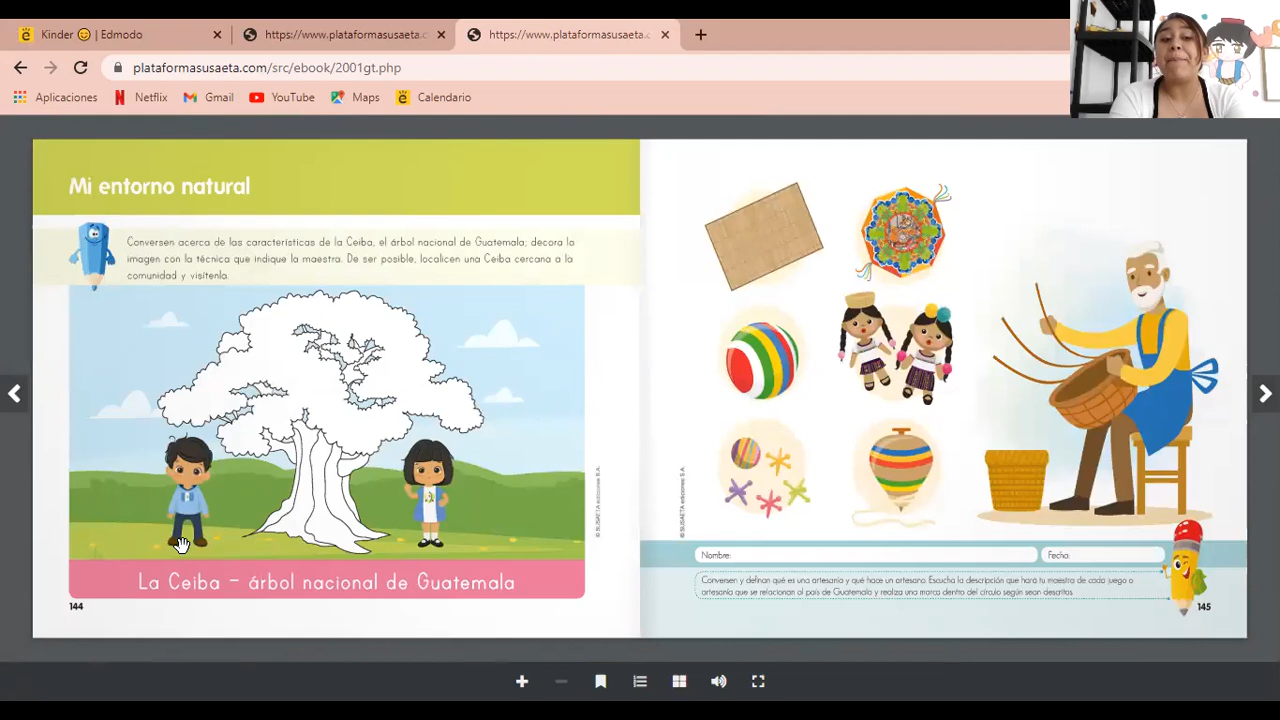 Kinder 😊 | Edmodo
https://www.plataformasusaeta.c
https://www.plataformasusaeta.
plataformasusaeta.com/src/ebook/2001gt.php
Aplicaciones
Netflix
Gmail
YouTube
Maps
Calendario
Mi entorno natural
Conversen acerca de las características de la Ceiba, el árbol nacional de Guatemala; decora la
imagen con la técnica que indique la maestra. De ser posible, localicen una Ceiba cercana a la
comunidad y visítenla.
La Ceiba – árbol nacional de Guatemala
144
© SUSAETA ediciones S.A.
© SUSAETA ediciones S.A.
Nombre:
Fecha:
Conversen y definan qué es una artesanía y qué hace un artesano. Escucha la descripción que hará tu maestra de cada juego o
artesanía que se relacionan al país de Guatemala y realiza una marca dentro del círculo según sean descritos.
145